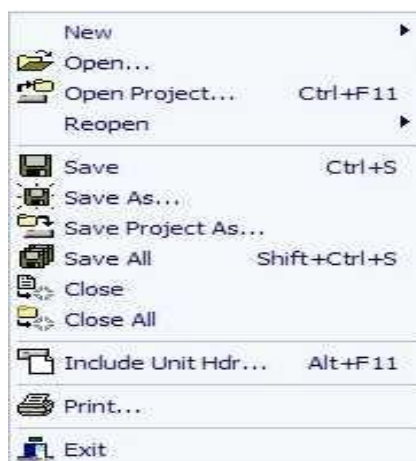 New
Open...
Open Project... Ctrl+F11
Reopen
Save Ctrl+S
Save As...
Save Project As...
Save All Shift+Ctrl+S
Close
Close All
Include Unit Hdr... Alt+F11
Print...
Exit